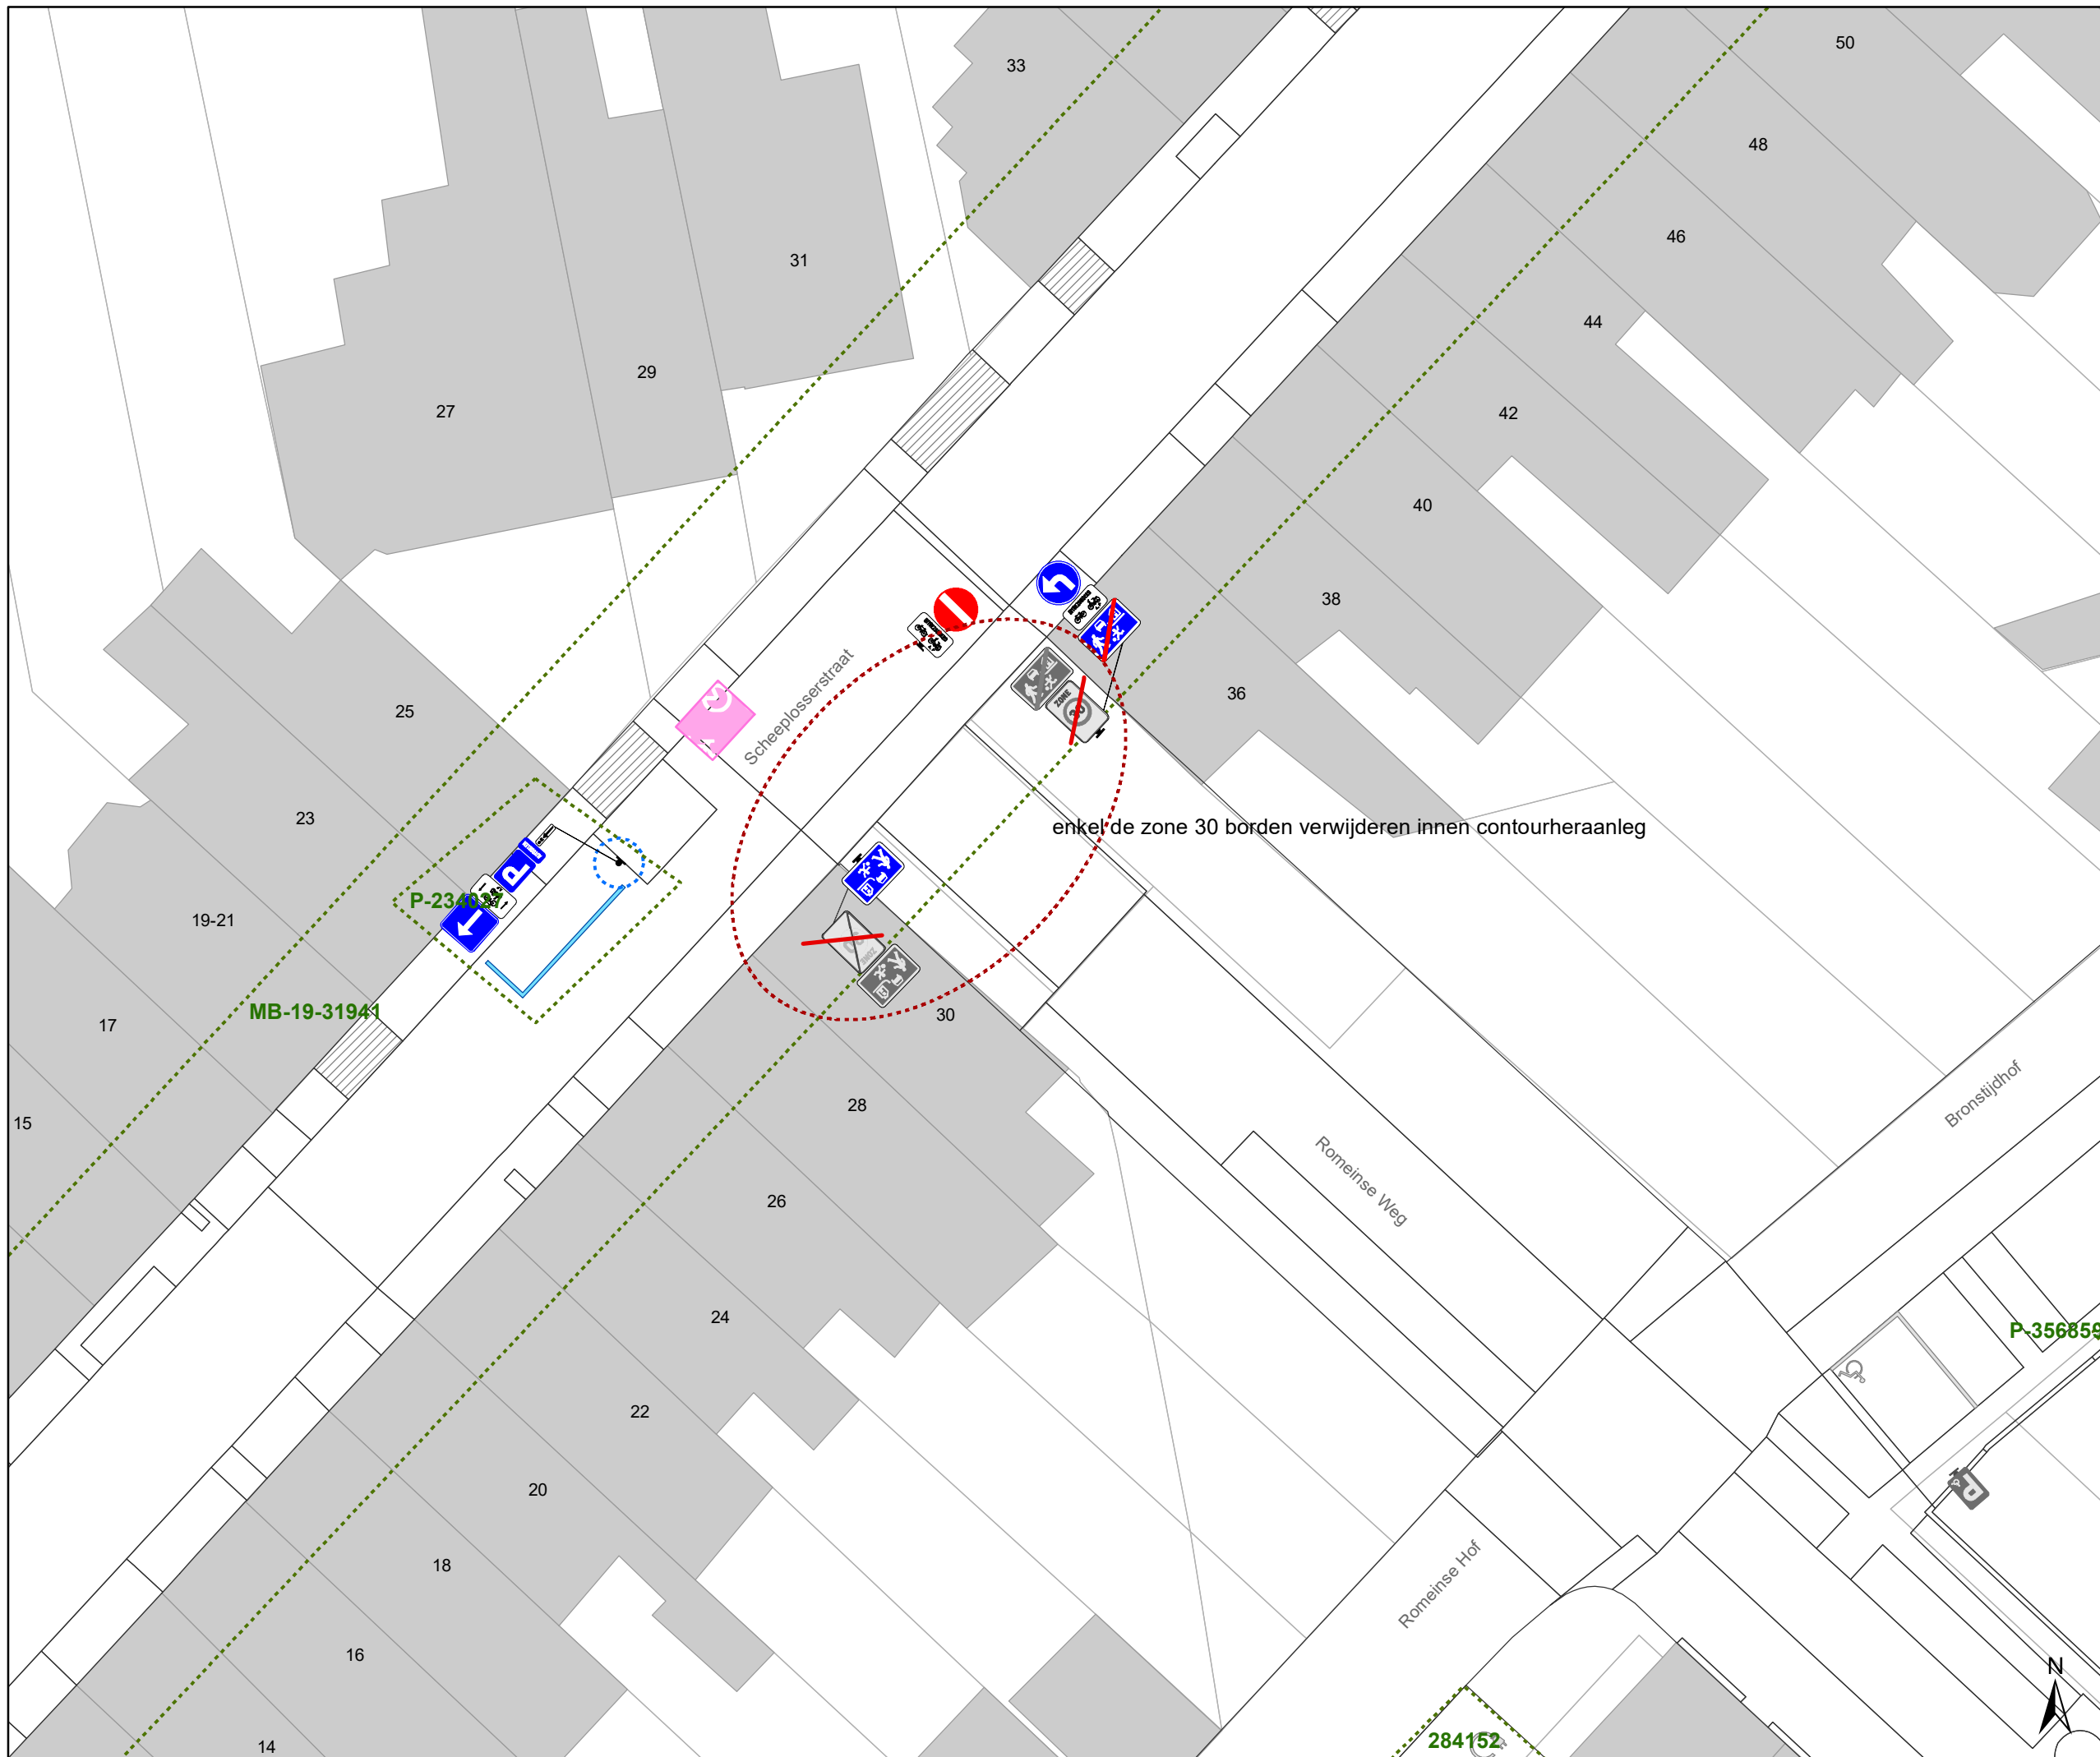 50
33
48
46
31
44
29
27
42
40
38
36
Scheeplosserstraat
25
ZONE
enkel de zone 30 borden verwijderen innen contourheraanleg
23
P
19-21
MB-19-31941
17
30
28
15
Bronstijdhof
Romeinse Weg
26
24
22
20
Romeinse Hof
18
16
14
P
N
284152